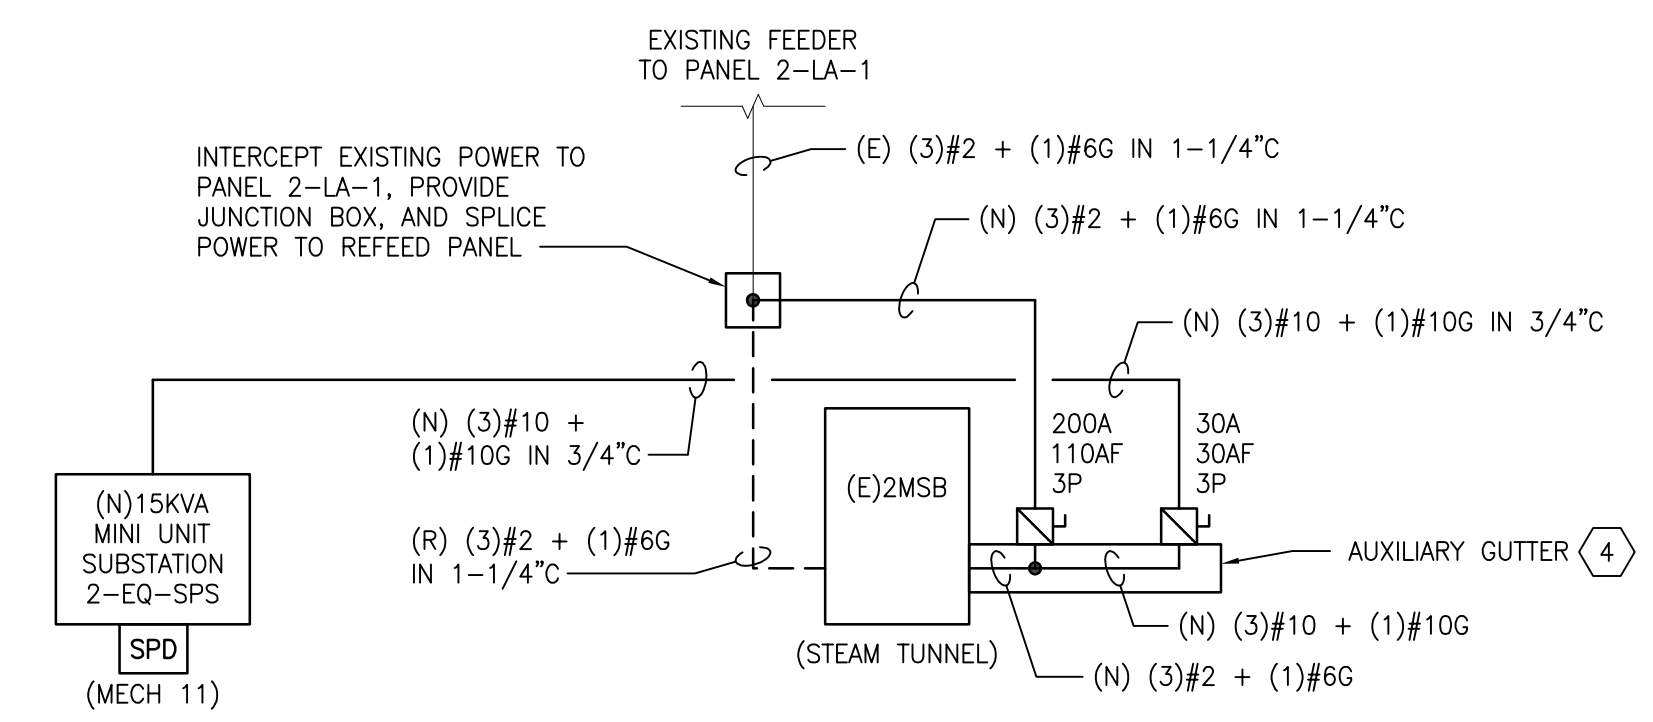 EXISTING FEEDER
TO PANEL 2-LA-1
(E) (3)#2 + (1)#6G IN 1-1/4"C
INTERCEPT EXISTING POWER TO
PANEL 2-LA-1, PROVIDE
JUNCTION BOX, AND SPLICE
POWER TO REFEED PANEL
(N) (3)#2 + (1)#6G IN 1-1/4"C
(N) (3)#10 + (1)#10G IN 3/4"C
(N) (3)#10 +
(1)#10G IN 3/4"C
200A
110AF
3P
30A
30AF
3P
(N)15KVA
MINI UNIT
SUBSTATION
2-EQ-SPS
SPD
(MECH 11)
(R) (3)#2 + (1)#6G
IN 1-1/4"C
(E)2MSB
(STEAM TUNNEL)
AUXILIARY GUTTER 4
(N) (3)#10 + (1)#10G
(N) (3)#2 + (1)#6G